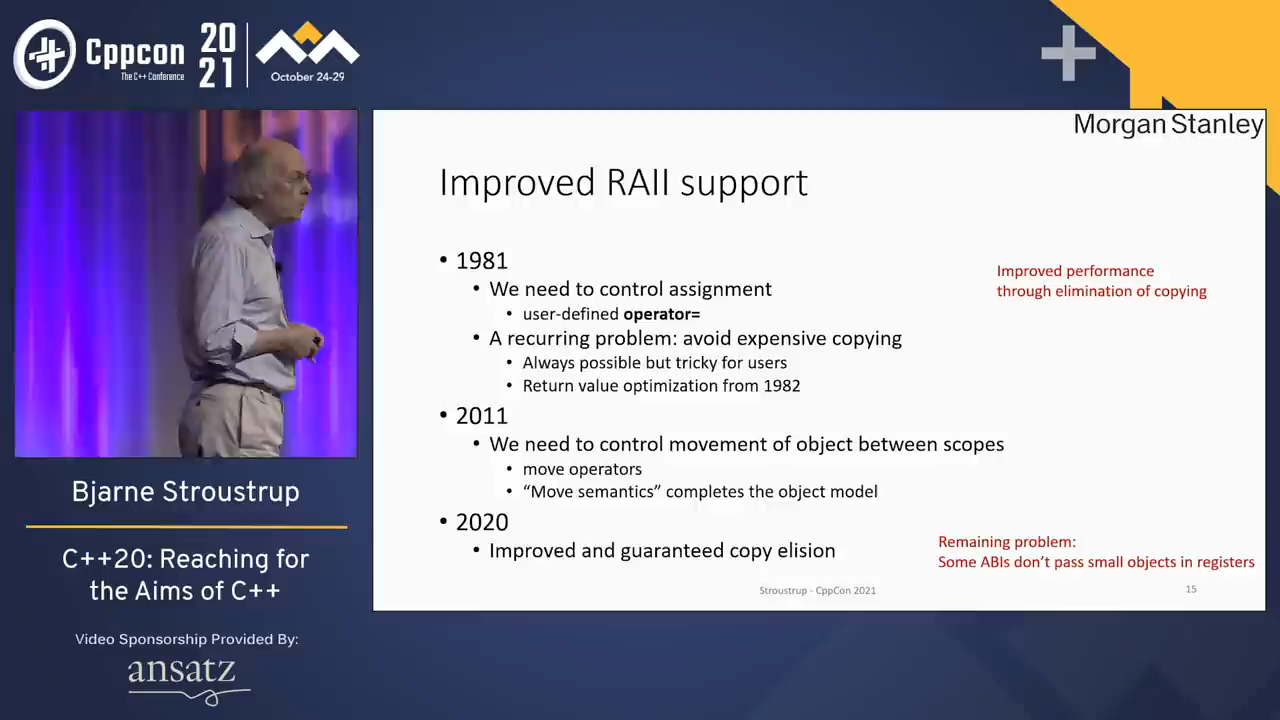 Cppcon
The C++ Conference
20
21
October 24-29
Morgan Stanley
Improved RAII support
• 1981
• We need to control assignment
• user-defined operator=
• A recurring problem: avoid expensive copying
• Always possible but tricky for users
• Return value optimization from 1982
Improved performance
through elimination of copying
• 2011
• We need to control movement of object between scopes
• move operators
• “Move semantics” completes the object model
• 2020
• Improved and guaranteed copy elision
Remaining problem:
Some ABIs don’t pass small objects in registers
Stroustrup - CppCon 2021
15
Bjarne Stroustrup
C++20: Reaching for
the Aims of C++
Video Sponsorship Provided By:
ansatz